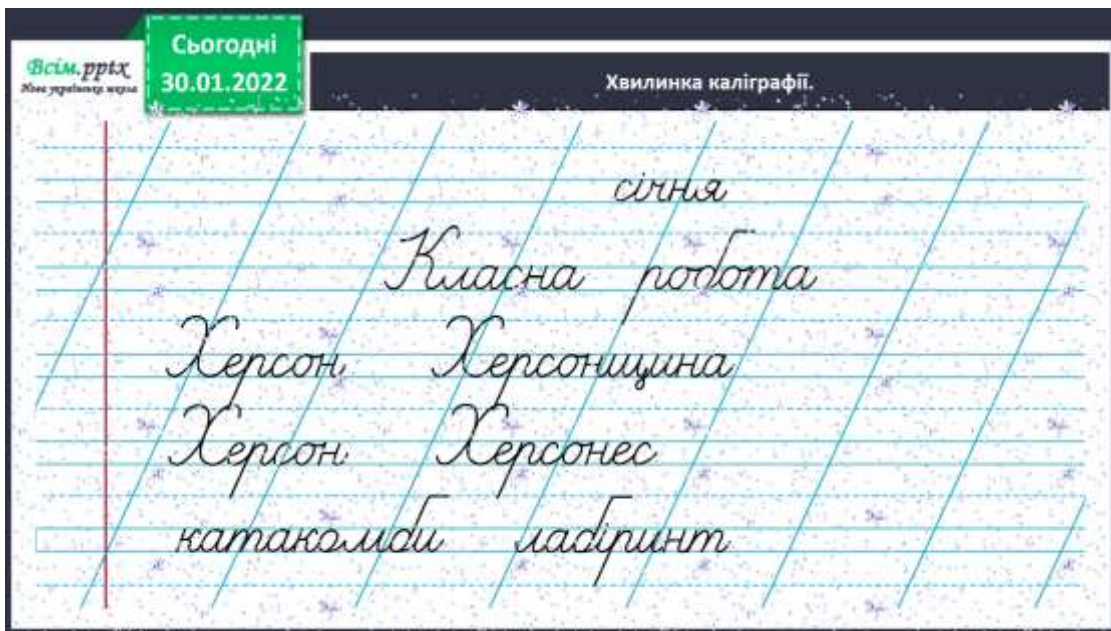 Всім.pptx
Нова українська школа
Сьогодні
30.01.2022
Хвилинка каліграфії.
січня
Класна робота
Херсон Херсонщина
Херсон Херсонес
катакомби лабіринт